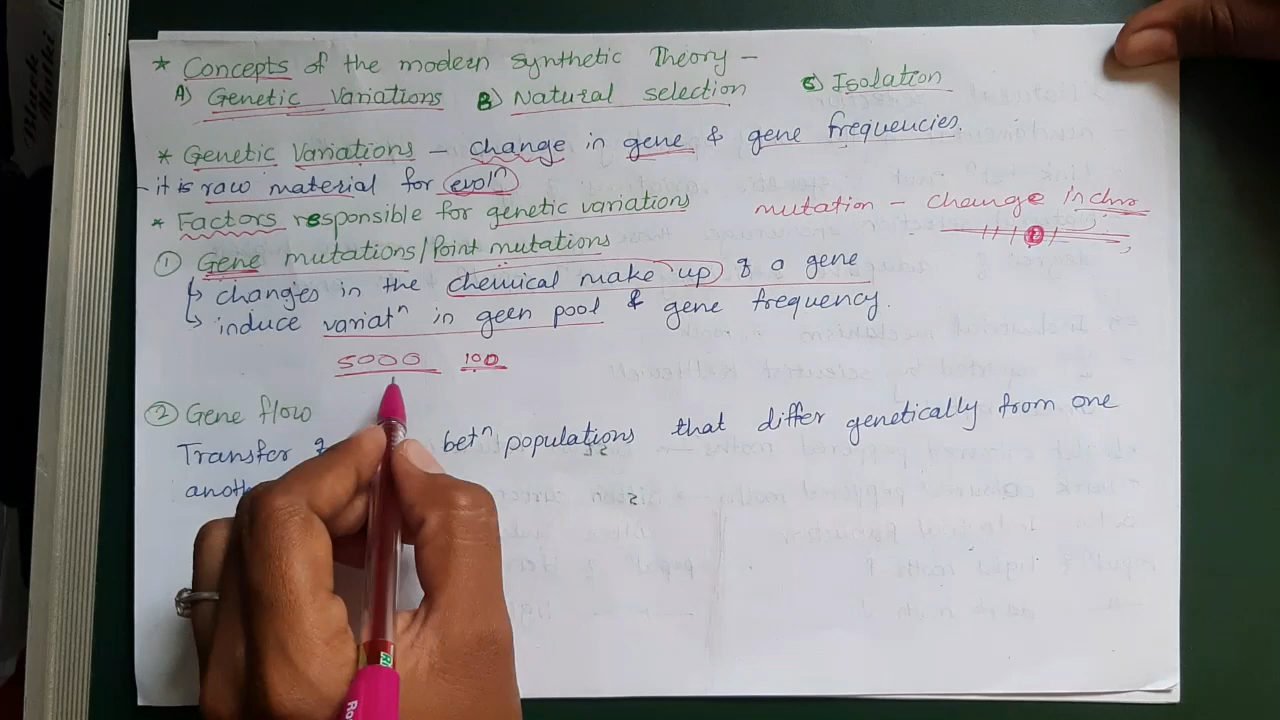 * Concepts of the modern Synthetic Theory –
A) Genetic Variations B) Natural selection C) Isolation
* Genetic Variations – change in gene & gene frequencies.
- it is raw material for evolⁿ
* Factors responsible for genetic variations
mutation – change in chro
① Gene mutations/Point mutations
↳ changes in the chemical make up of a gene
↳ induce variatⁿ in geen pool & gene frequency.
5000 100
② Gene flow
Transfer of betⁿ populations that differ genetically from one
anoth
Black